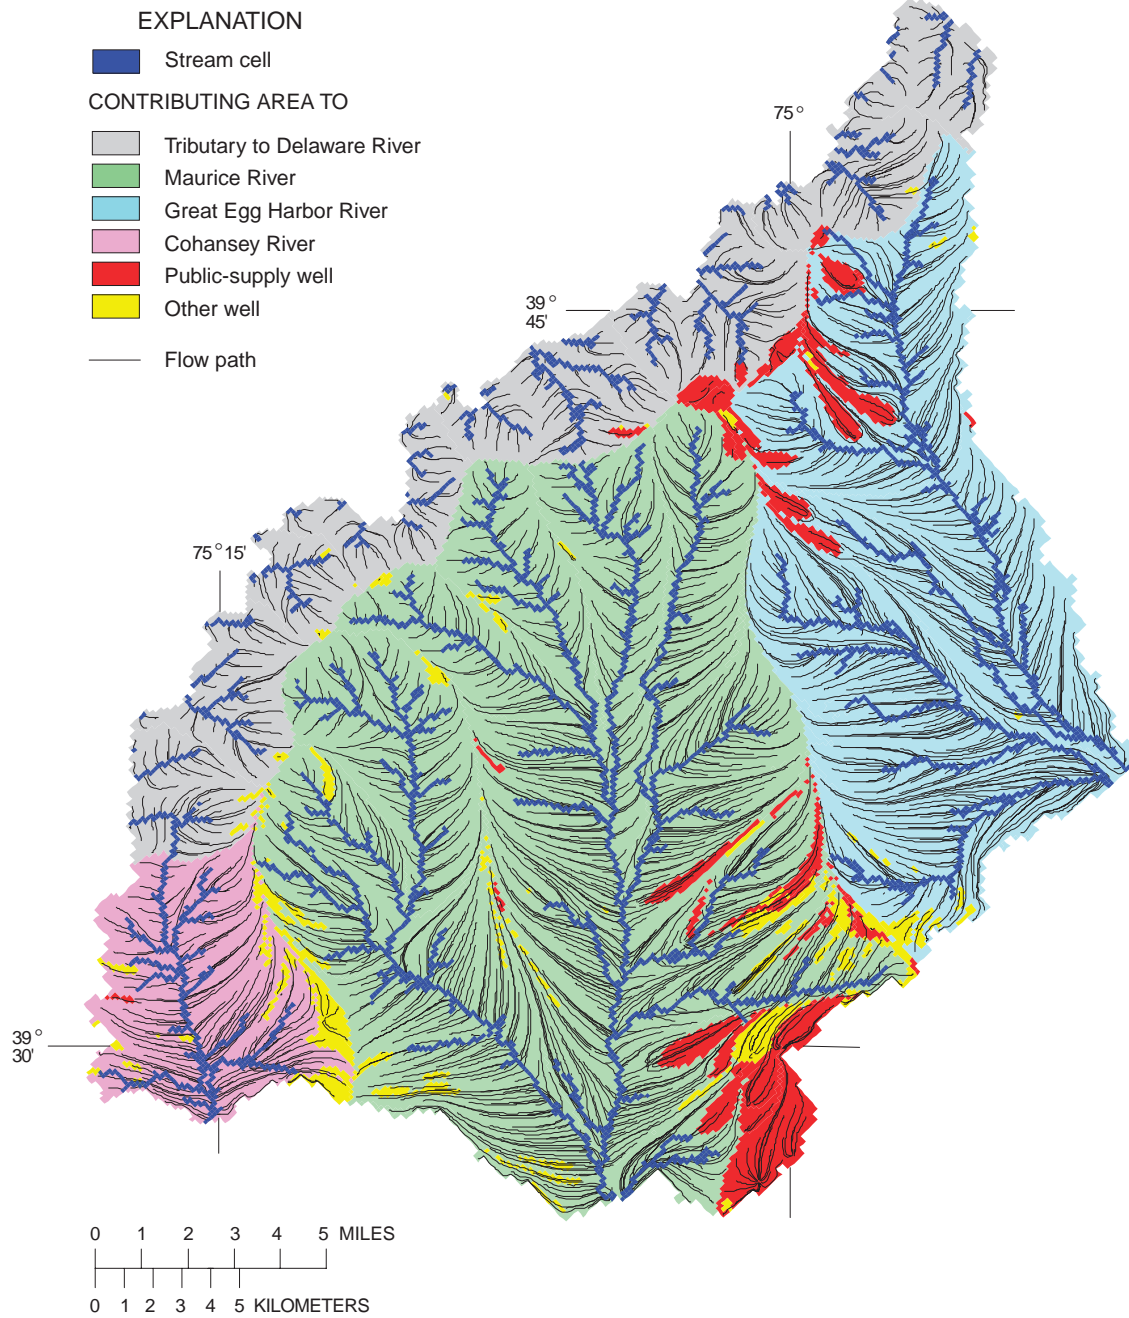 EXPLANATION
Stream cell
CONTRIBUTING AREA TO
Tributary to Delaware River
Maurice River
Great Egg Harbor River
Cohansey River
Public-supply well
Other well
Flow path
75°
39°
45'
75° 15'
39°
30'
0 1 2 3 4 5 MILES
0 1 2 3 4 5 KILOMETERS